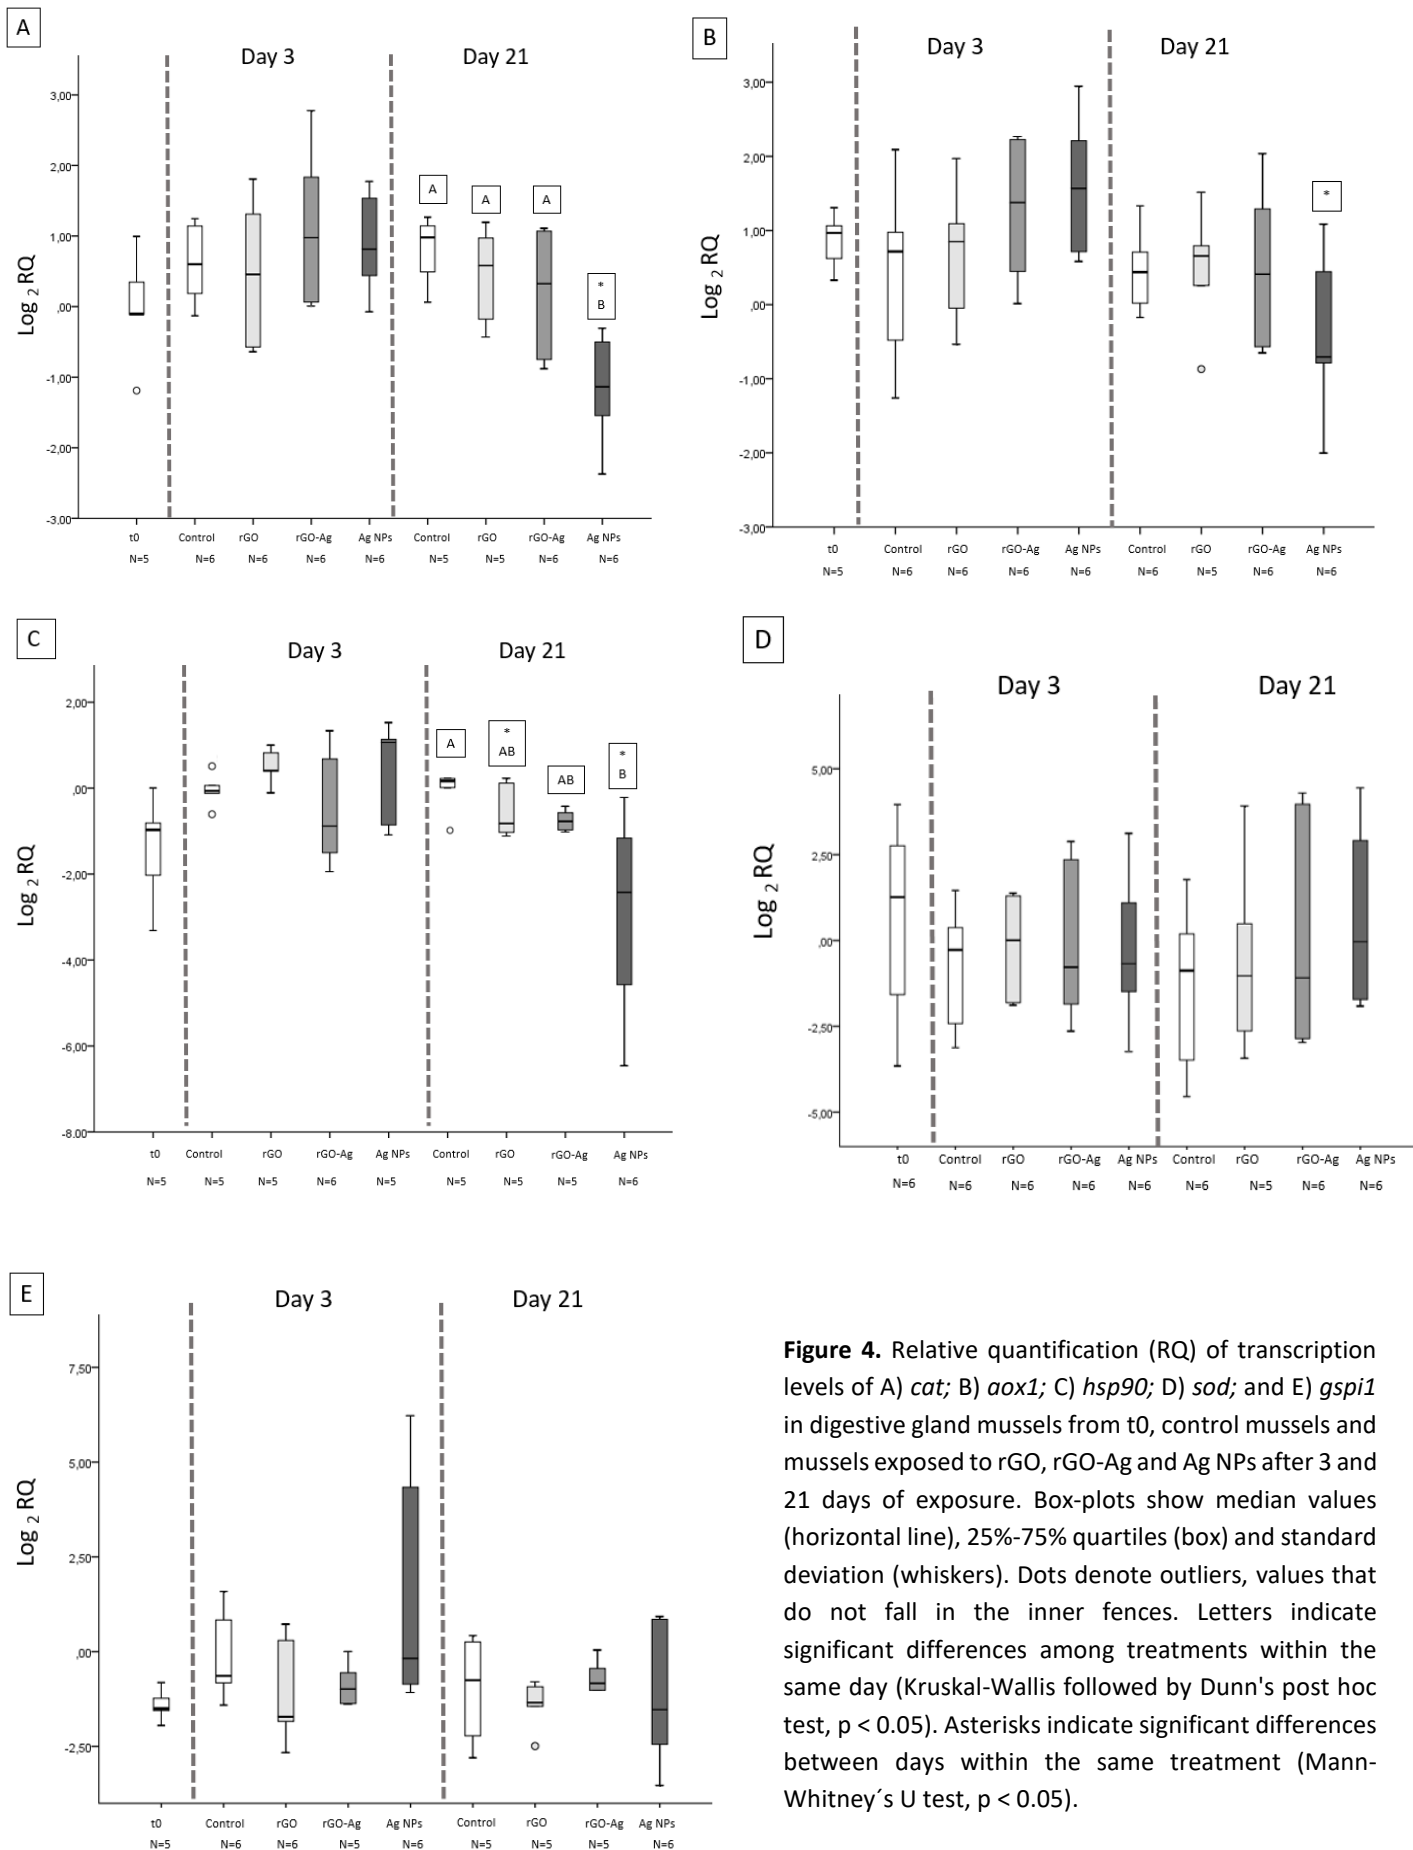 A
Day 3
Day 21
3,00
2,00
1,00
,00
-1,00
-2,00
-3,00
Log 2 RQ
A
A
A
*
B
t0
Control
rGO
rGO-Ag
Ag NPs
Control
rGO
rGO-Ag
Ag NPs
N=5
N=6
N=6
N=6
N=6
N=5
N=5
N=6
N=6
B
Day 3
Day 21
3,00
2,00
1,00
,00
-1,00
-2,00
-3,00
Log 2 RQ
*
t0
Control
rGO
rGO-Ag
Ag NPs
Control
rGO
rGO-Ag
Ag NPs
N=5
N=6
N=6
N=6
N=6
N=6
N=5
N=6
N=6
C
Day 3
Day 21
2,00
,00
-2,00
-4,00
-6,00
-8.00
Log 2 RQ
A
*
AB
AB
*
B
t0
Control
rGO
rGO-Ag
Ag NPs
Control
rGO
rGO-Ag
Ag NPs
N=5
N=5
N=5
N=6
N=5
N=5
N=5
N=5
N=6
D
Day 3
Day 21
5,00
2,50
,00
-2,50
-5,00
Log 2 RQ
t0
Control
rGO
rGO-Ag
Ag NPs
Control
rGO
rGO-Ag
Ag NPs
N=6
N=6
N=6
N=6
N=6
N=6
N=5
N=6
N=6
E
Day 3
Day 21
7,50
5,00
2,50
,00
-2,50
Log 2 RQ
t0
Control
rGO
rGO-Ag
Ag NPs
Control
rGO
rGO-Ag
Ag NPs
N=5
N=6
N=6
N=5
N=6
N=5
N=5
N=5
N=6
Figure 4. Relative quantification (RQ) of transcription
levels of A) cat; B) aox1; C) hsp90; D) sod; and E) gspi1
in digestive gland mussels from t0, control mussels and
mussels exposed to rGO, rGO-Ag and Ag NPs after 3 and
21 days of exposure. Box-plots show median values
(horizontal line), 25%-75% quartiles (box) and standard
deviation (whiskers). Dots denote outliers, values that
do not fall in the inner fences. Letters indicate
significant differences among treatments within the
same day (Kruskal-Wallis followed by Dunn's post hoc
test, p < 0.05). Asterisks indicate significant differences
between days within the same treatment (Mann-
Whitney´s U test, p < 0.05).